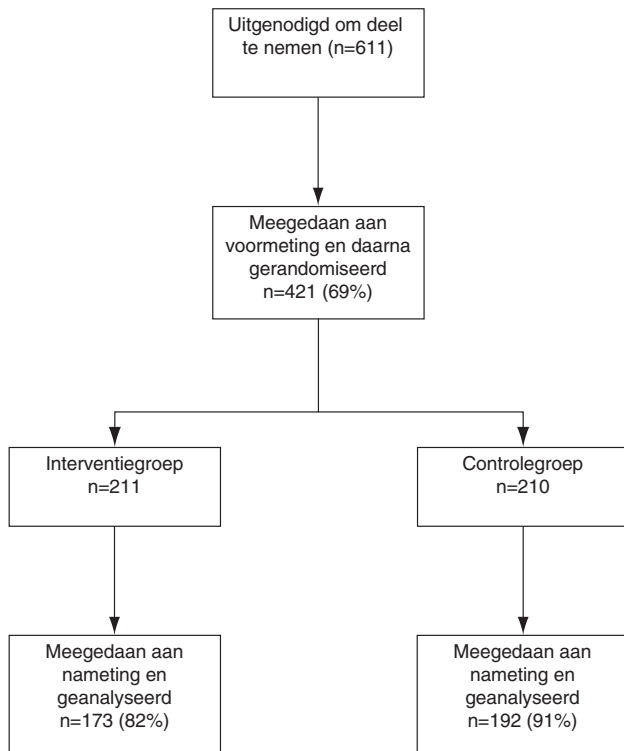 Uitgenodigd om deel
te nemen (n=611)
Meegedaan aan
voormeting en daarna
gerandomiseerd
n=421 (69%)
Interventiegroep
n=211
Controlegroep
n=210
Meegedaan aan
nameting en
geanalyseerd
n=173 (82%)
Meegedaan aan
nameting en
geanalyseerd
n=192 (91%)